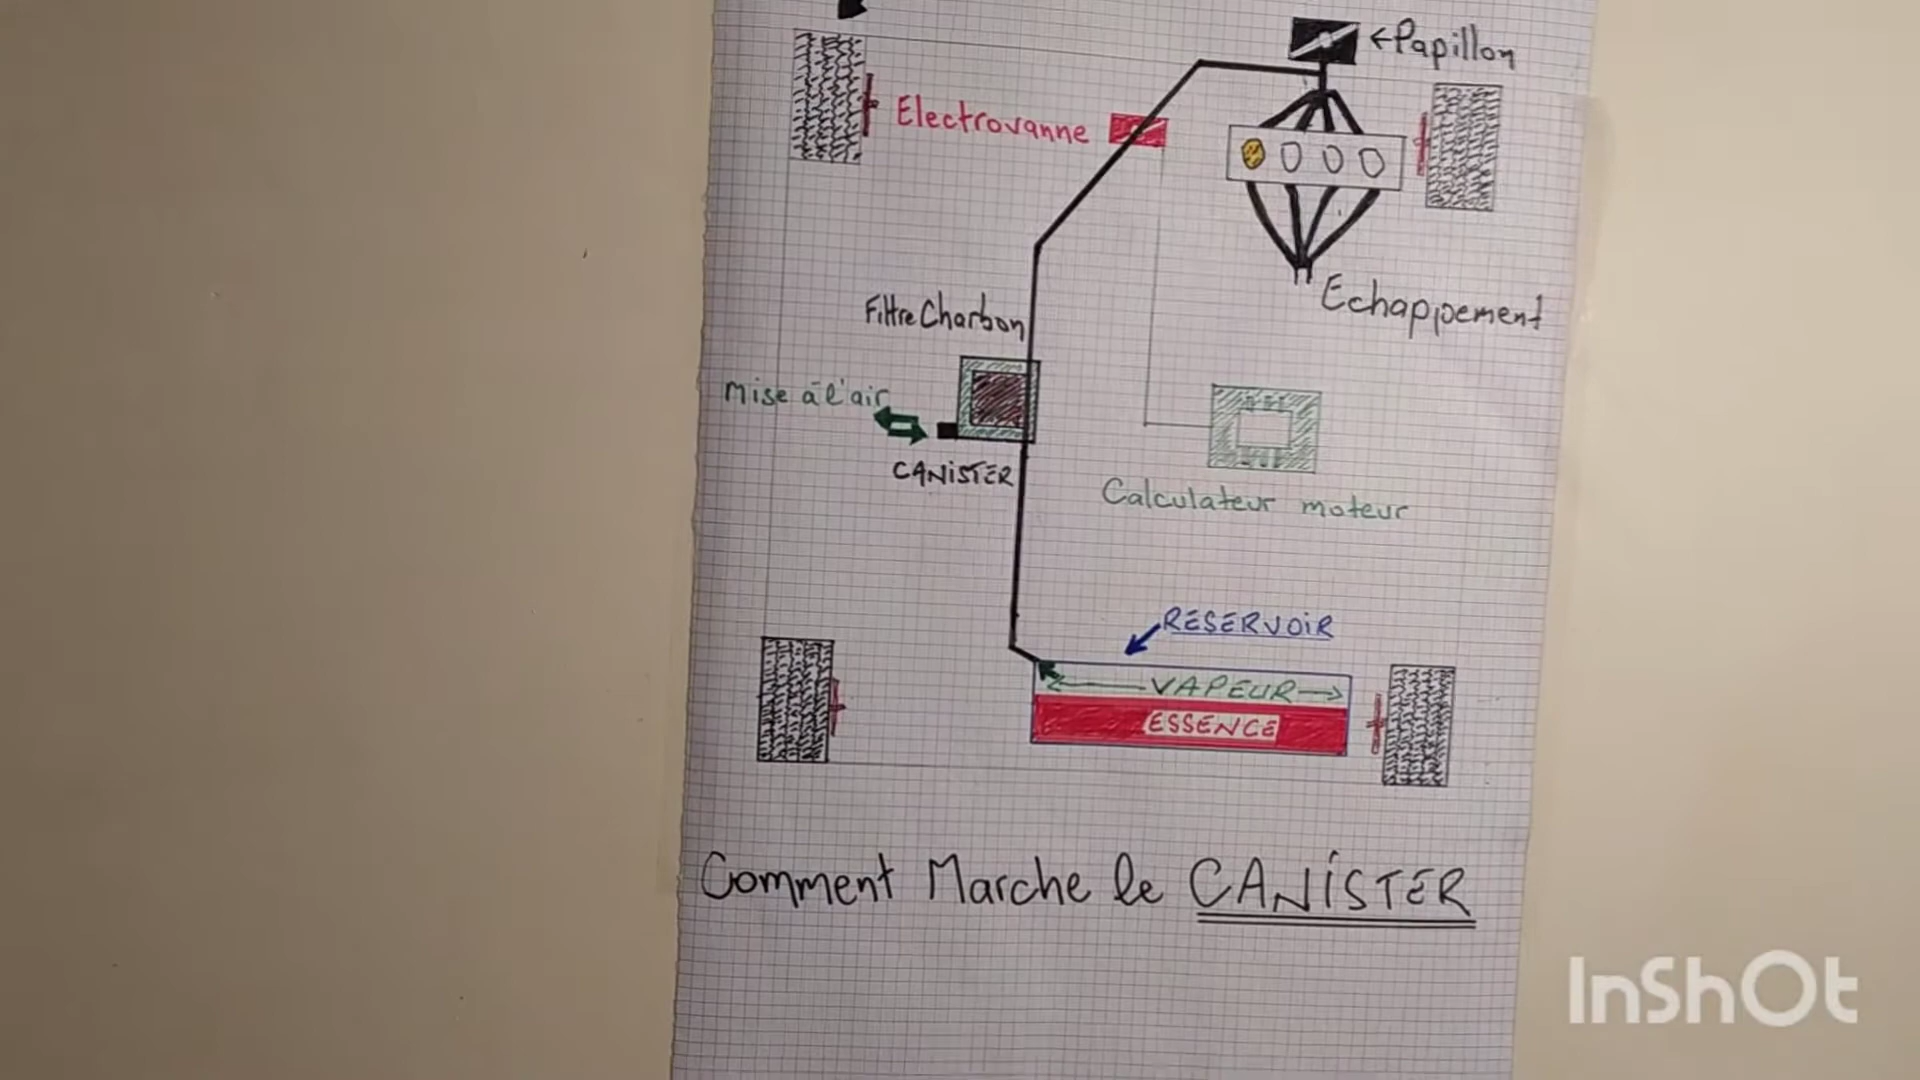 ←Papillon
Electrovanne
Echappement
Filtre Charbon
Mise à l'air
CANiSTER
Calculateur moteur
RESERVOiR
VAPEUR
ESSENCE
Comment Marche le CANiSTER
InShOt